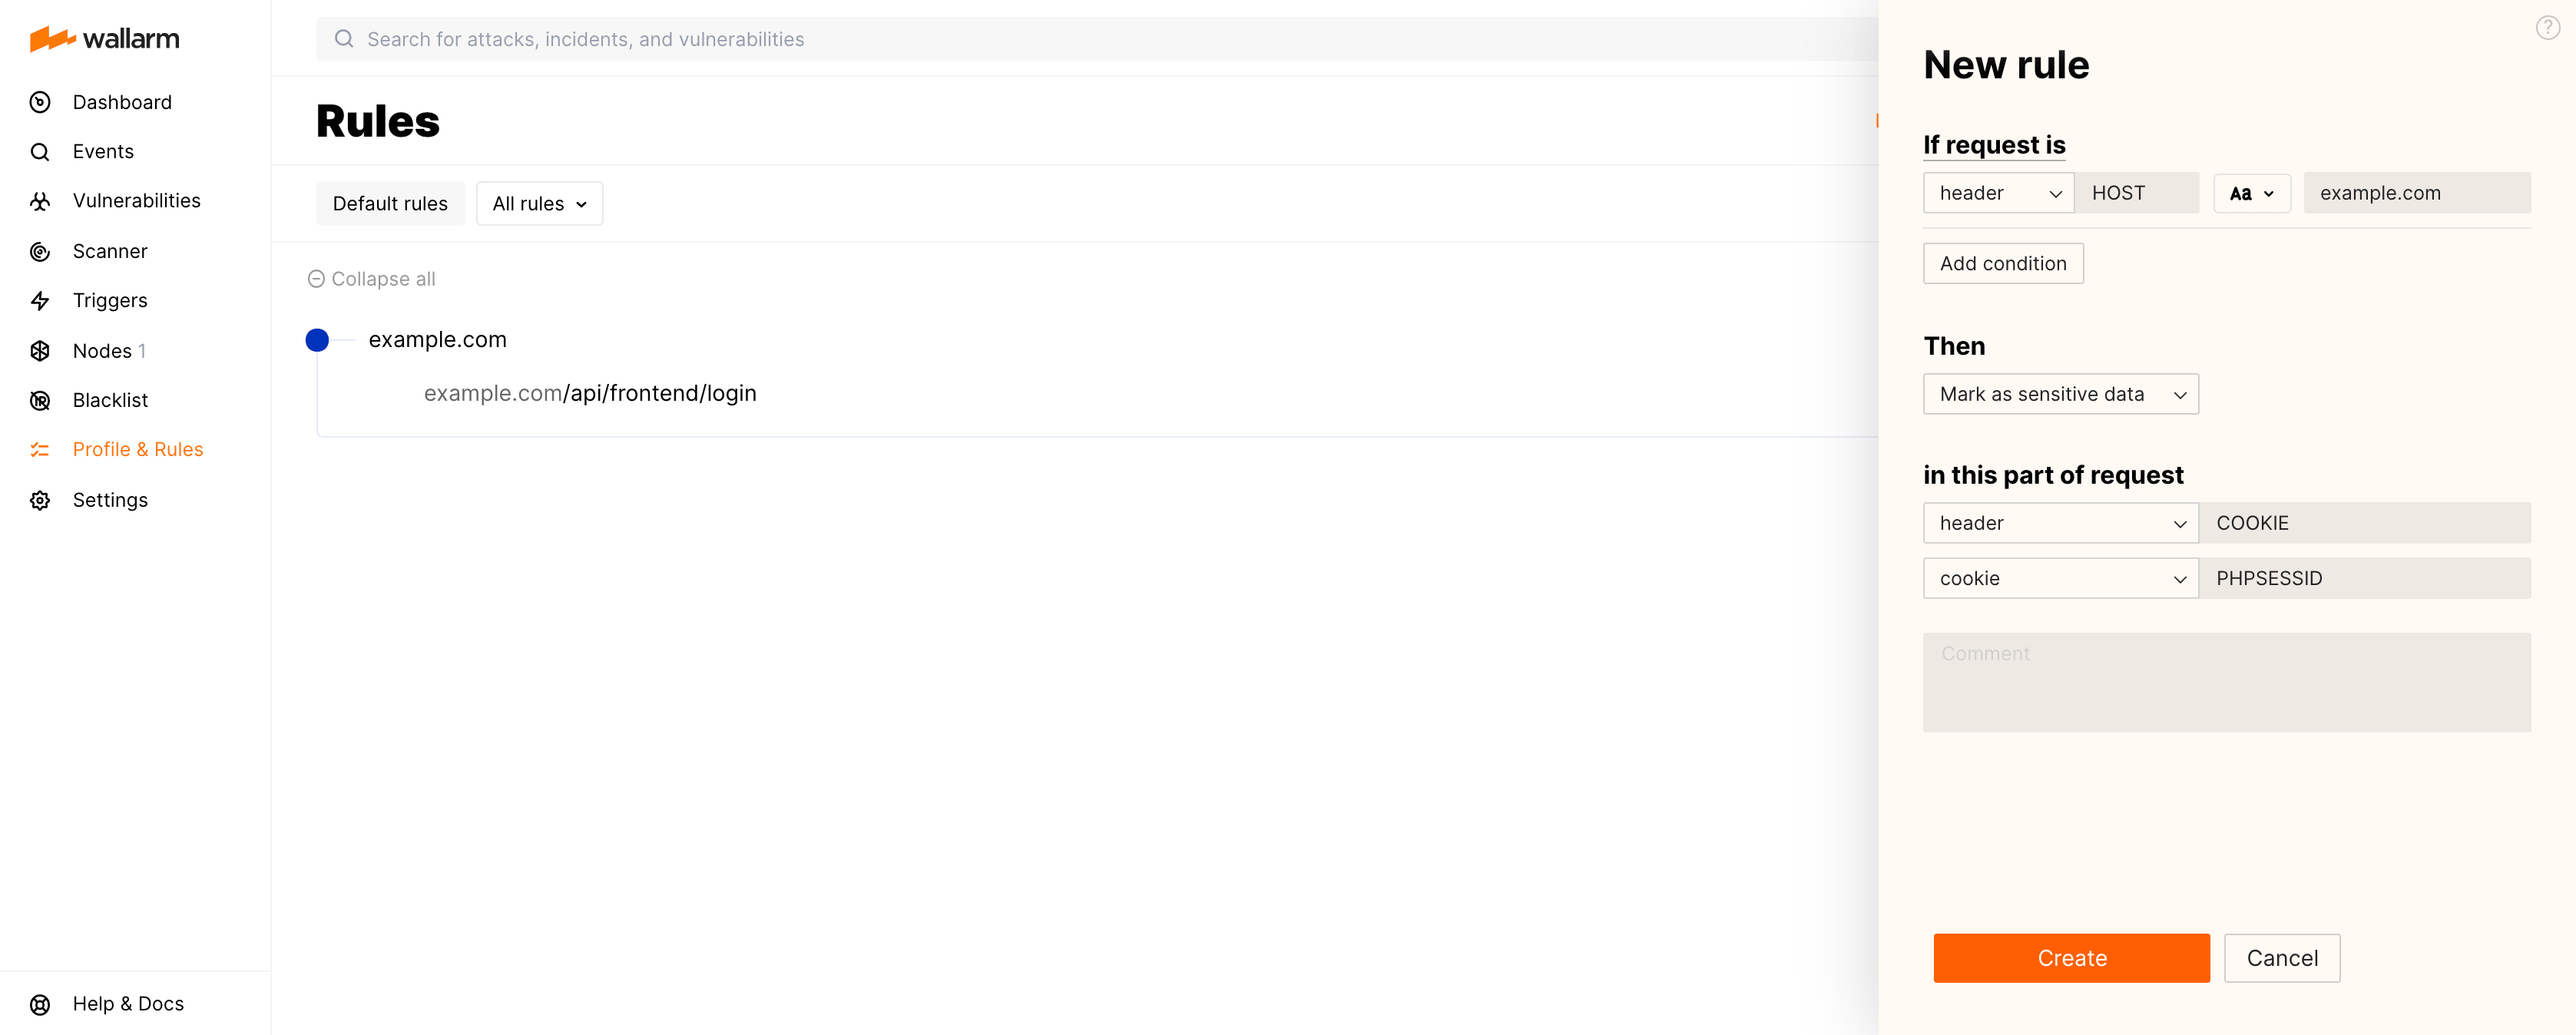 wallarm
Dashboard
Events
Vulnerabilities
Scanner
Triggers
Nodes 1
Blacklist
Profile & Rules
Settings
Help & Docs
Search for attacks, incidents, and vulnerabilities
Rules
Default rules
All rules
Collapse all
example.com
example.com/api/frontend/login
?
New rule
If request is
header HOST Aa example.com
Add condition
Then
Mark as sensitive data
in this part of request
header COOKIE
cookie PHPSESSID
Comment
Create Cancel